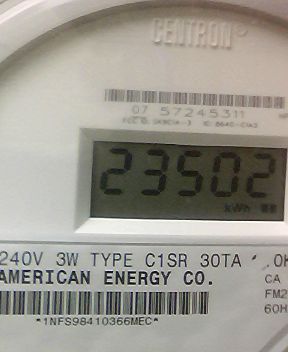 CENTRON®
07 57245311
23502
kWh
240V 3W TYPE C1SR 30TA
AMERICAN ENERGY CO.
CA
FM2
60H
*1NFS98410366MEC*